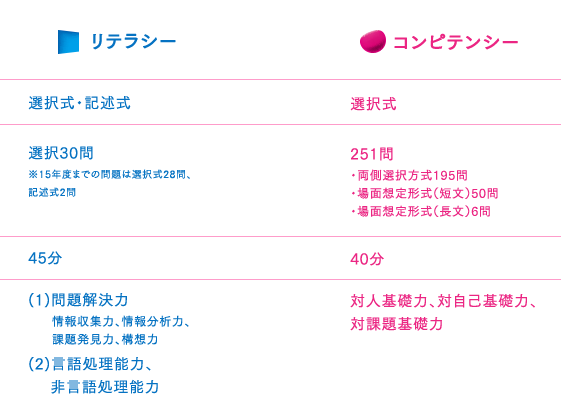 リテラシー
コンピテンシー
選択式・記述式
選択式
選択30問
※15年度までの問題は選択式28問、
記述式2問
251問
・両側選択方式195問
・場面想定形式(短文)50問
・場面想定形式(長文)6問
45分
40分
(1)問題解決力
情報収集力、情報分析力、
課題発見力、構想力
(2)言語処理能力、
非言語処理能力
対人基礎力、対自己基礎力、
対課題基礎力